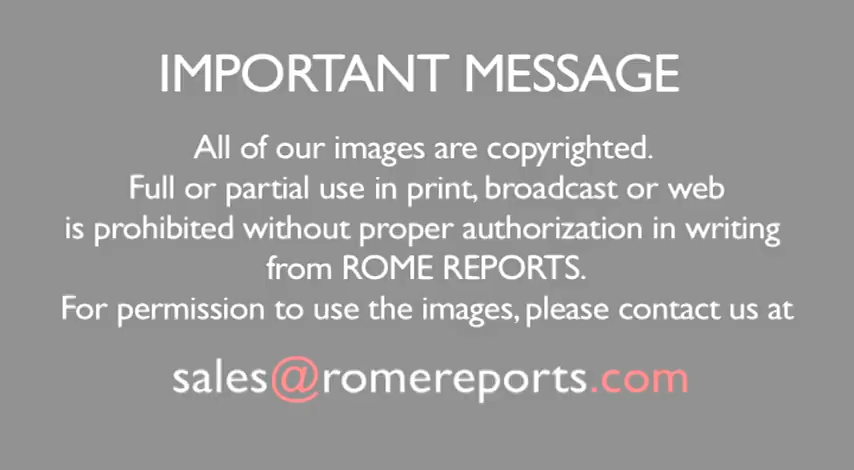 IMPORTANT MESSAGE
All of our images are copyrighted.
Full or partial use in print, broadcast or web
is prohibited without proper authorization in writing
from ROME REPORTS.
For permission to use the images, please contact us at
sales@romereports.com